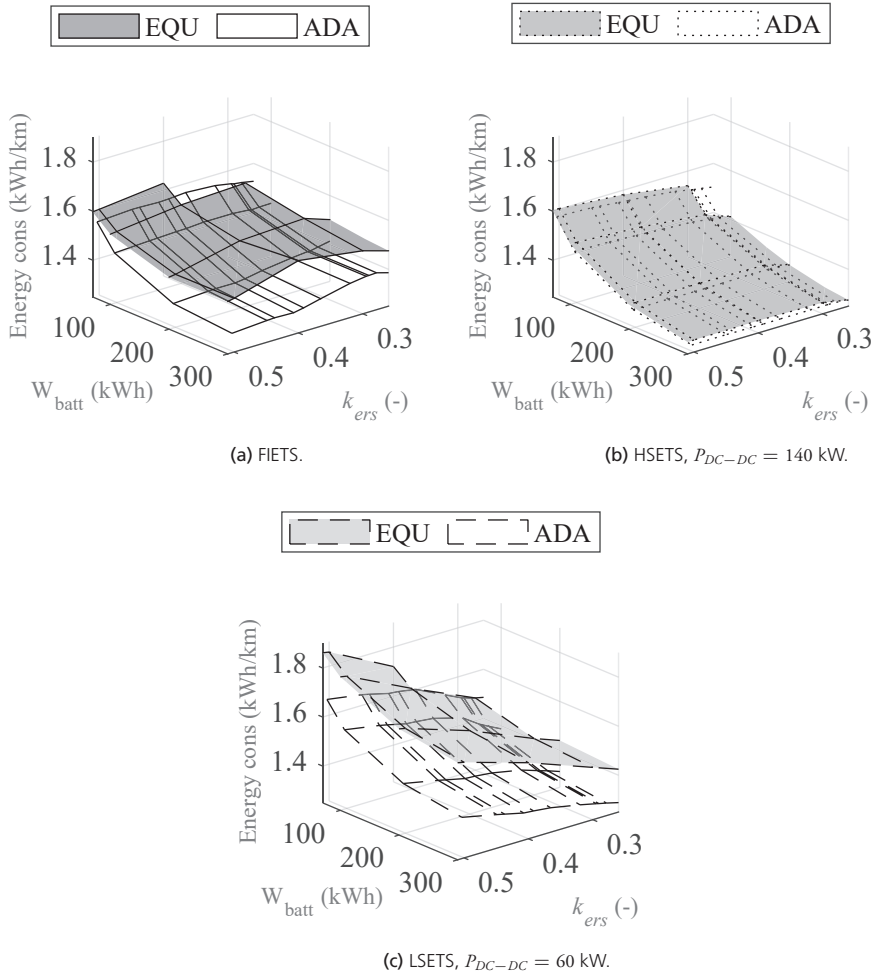 EQU ADA
EQU ADA
Energy cons (kWh/km)
1.8
1.6
1.4
100
200
300
W_batt (kWh)
0.5
0.4
0.3
k_ers (-)
Energy cons (kWh/km)
1.8
1.6
1.4
100
200
300
W_batt (kWh)
0.5
0.4
0.3
k_ers (-)
(a) FIETS.
(b) HSETS, P_DC−DC = 140 kW.
EQU ADA
Energy cons (kWh/km)
1.8
1.6
1.4
100
200
300
W_batt (kWh)
0.5
0.4
0.3
k_ers (-)
(c) LSETS, P_DC−DC = 60 kW.